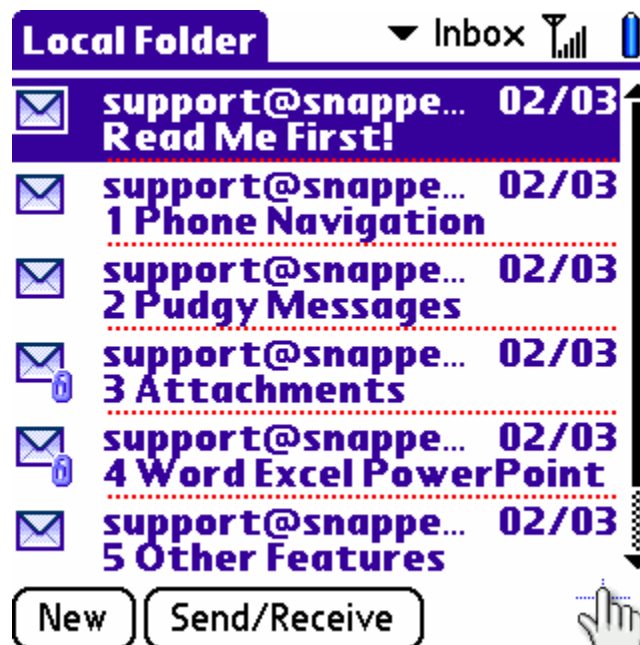 Local Folder Inbox
support@snappe... 02/03
Read Me First!
support@snappe... 02/03
1 Phone Navigation
support@snappe... 02/03
2 Pudgy Messages
support@snappe... 02/03
3 Attachments
support@snappe... 02/03
4 Word Excel PowerPoint
support@snappe... 02/03
5 Other Features
New Send/Receive